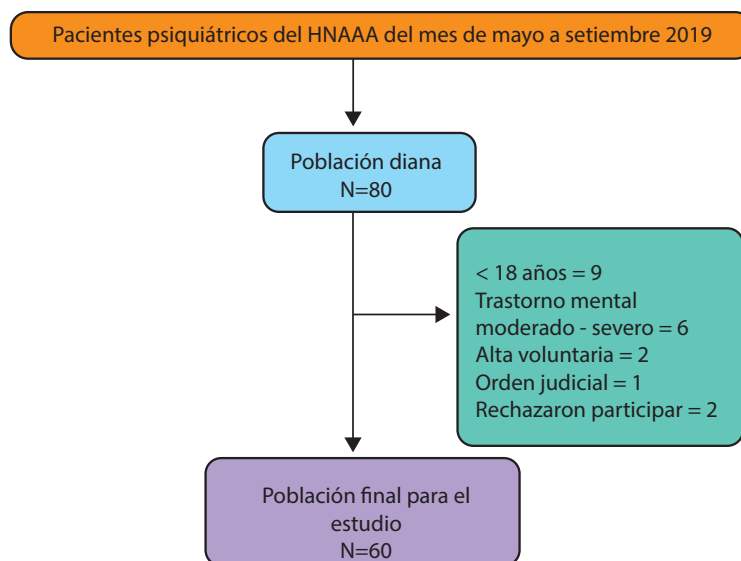 Pacientes psiquiátricos del HNAAA del mes de mayo a setiembre 2019
Población diana
N=80
< 18 años = 9
Trastorno mental
moderado - severo = 6
Alta voluntaria = 2
Orden judicial = 1
Rechazaron participar = 2
Población final para el
estudio
N=60